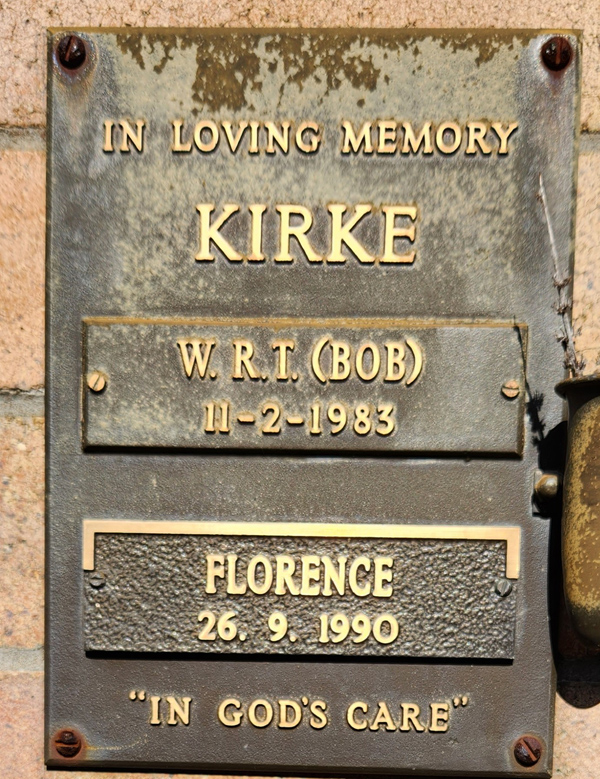 IN LOVING MEMORY
KIRKE
W. R.T. (BOB)
11-2-1983
FLORENCE
26. 9. 1990
"IN GOD'S CARE"